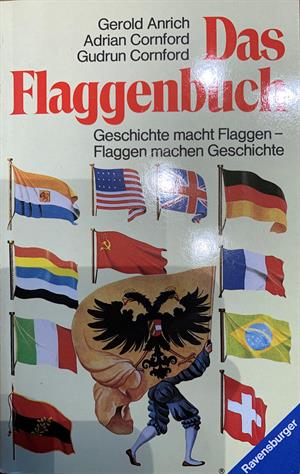 Gerold Anrich
Adrian Cornford
Gudrun Cornford
Das
Flaggenbuch
Geschichte macht Flaggen –
Flaggen machen Geschichte
Ravensburger
®